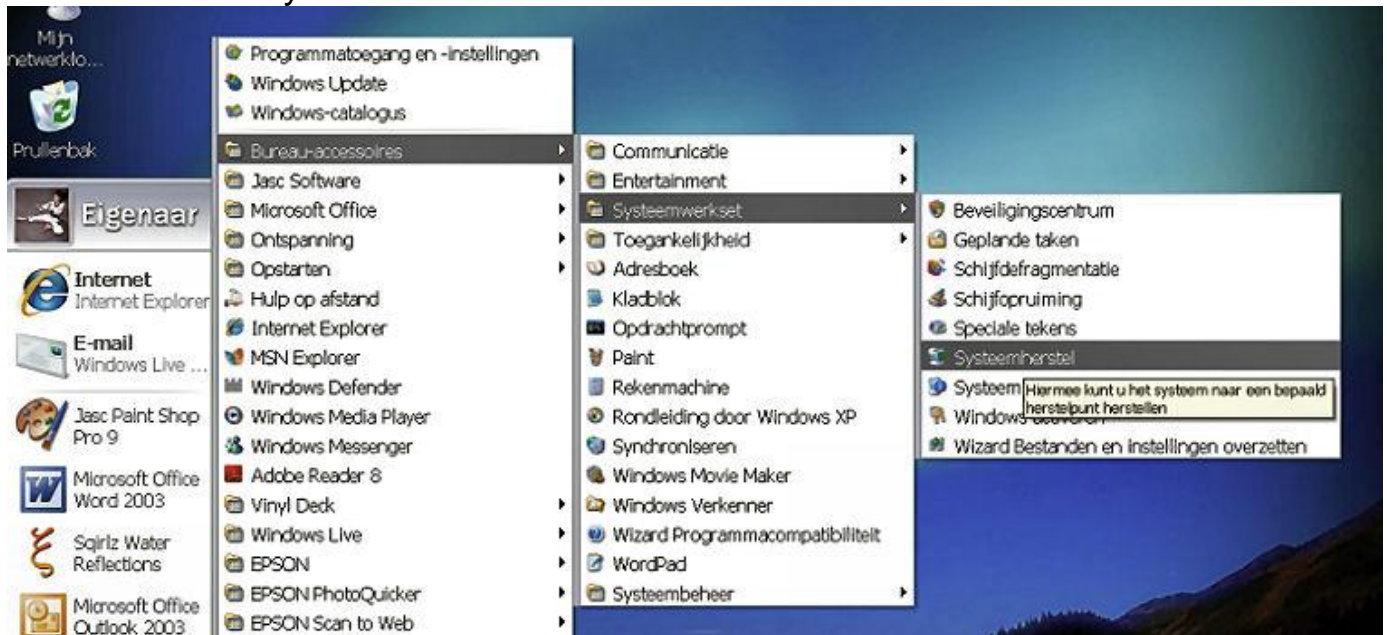 Mijn
netwerklo...
Prullenbak
Eigenaar
Internet
Internet Explorer
E-mail
Windows Live ...
Jasc Paint Shop
Pro 9
Microsoft Office
Word 2003
Sqirlz Water
Reflections
Microsoft Office
Outlook 2003
Programmatoegang en -instellingen
Windows Update
Windows-catalogus
Bureau-accessoires
Jasc Software
Microsoft Office
Ontspanning
Opstarten
Hulp op afstand
Internet Explorer
MSN Explorer
Windows Defender
Windows Media Player
Windows Messenger
Adobe Reader 8
Vinyl Deck
Windows Live
EPSON
EPSON PhotoQuicker
EPSON Scan to Web
Communicatie
Entertainment
Systeemwerkset
Toegankelijkheid
Adresboek
Kladblok
Opdrachtprompt
Paint
Rekenmachine
Rondleiding door Windows XP
Synchroniseren
Windows Movie Maker
Windows Verkenner
Wizard Programmacompatibiliteit
WordPad
Systeembeheer
Beveiligingscentrum
Geplande taken
Schijfdefragmentatie
Schijfopruiming
Speciale tekens
Systeemherstel
Systeem
Hiermee kunt u het systeem naar een bepaald
herstelpunt herstellen
Windows
Wizard Bestanden en instellingen overzetten